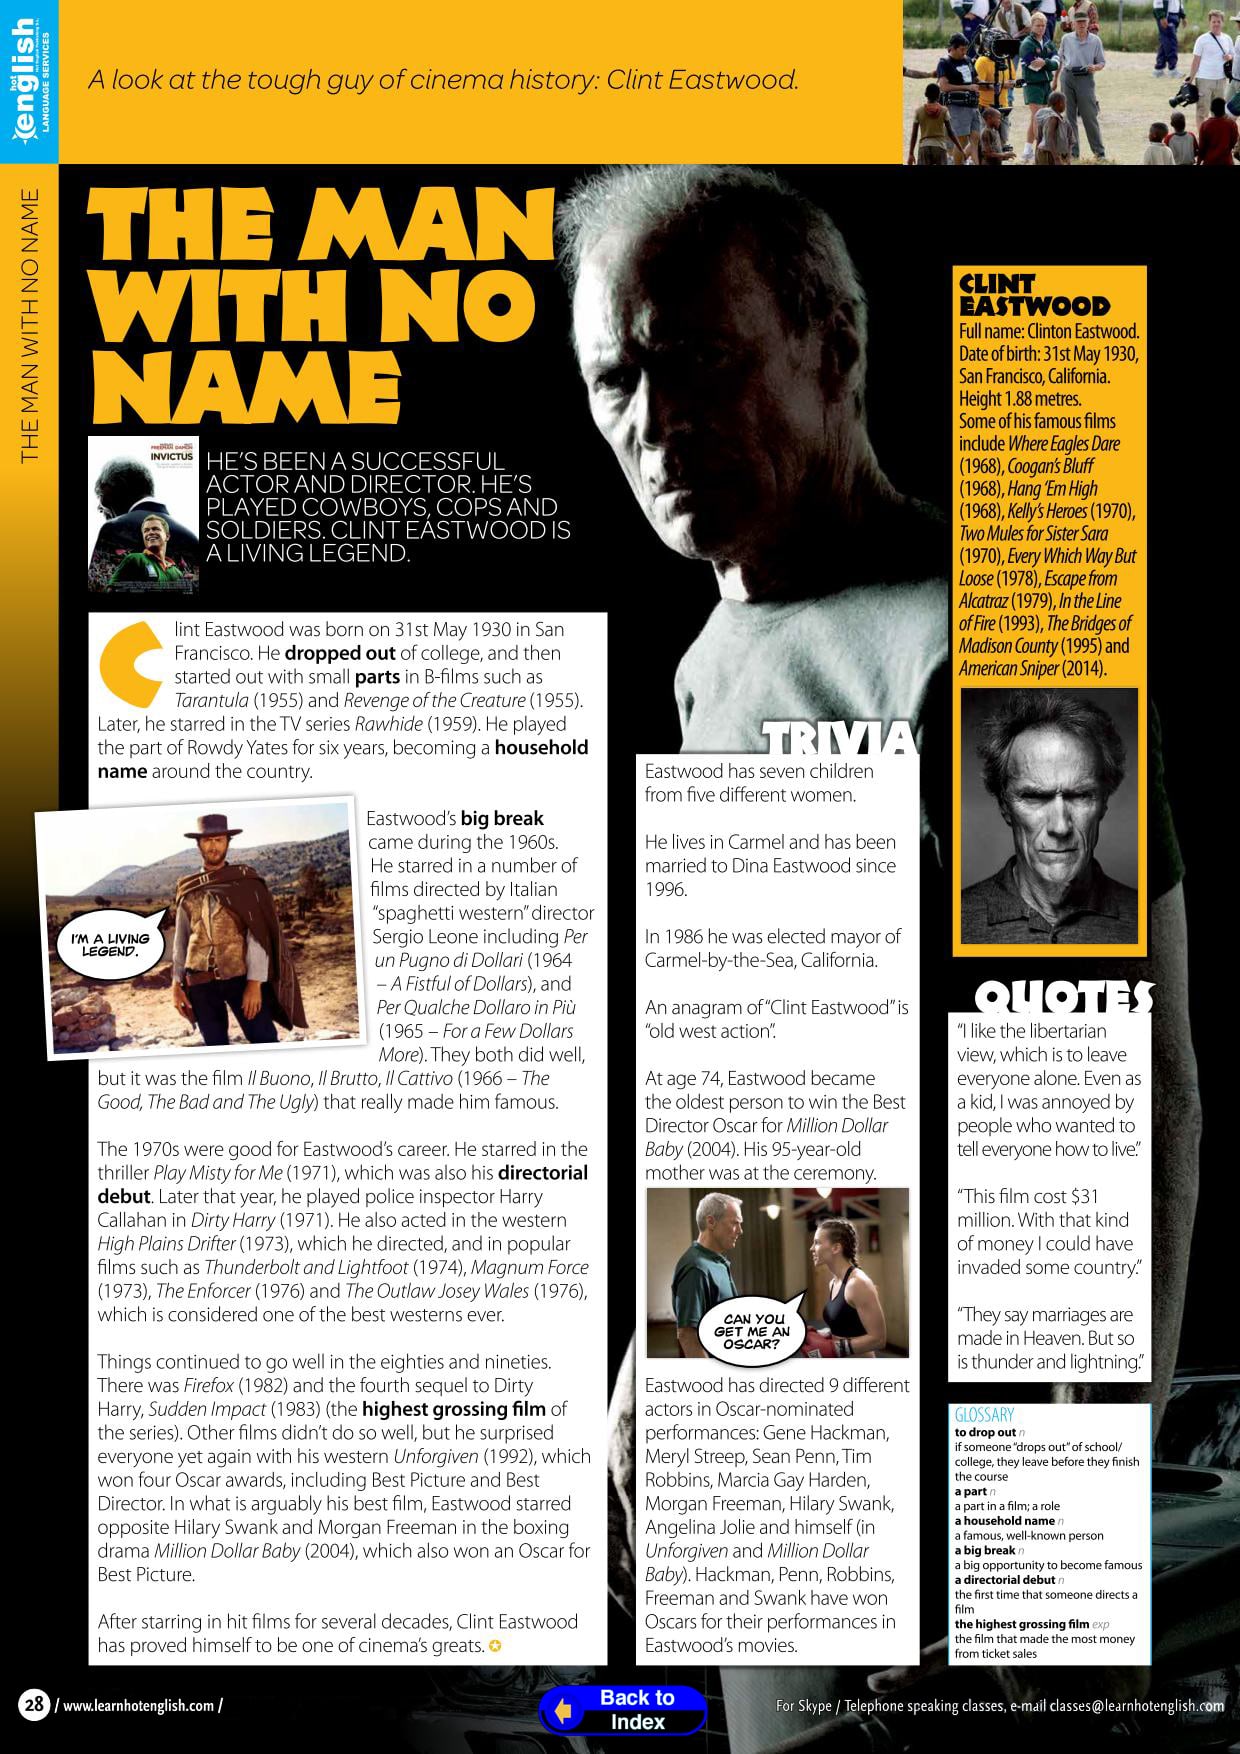 hot
english
LANGUAGE SERVICES
A look at the tough guy of cinema history: Clint Eastwood.
THE MAN WITH NO NAME
THE MAN
WITH NO
NAME
FREEMAN DAMON
INVICTUS
HE'S BEEN A SUCCESSFUL
ACTOR AND DIRECTOR. HE'S
PLAYED COWBOYS, COPS AND
SOLDIERS. CLINT EASTWOOD IS
A LIVING LEGEND.
Clint Eastwood was born on 31st May 1930 in San
Francisco. He dropped out of college, and then
started out with small parts in B-films such as
Tarantula (1955) and Revenge of the Creature (1955).
Later, he starred in the TV series Rawhide (1959). He played
the part of Rowdy Yates for six years, becoming a household
name around the country.
I'M A LIVING
LEGEND.
Eastwood's big break
came during the 1960s.
He starred in a number of
films directed by Italian
“spaghetti western” director
Sergio Leone including Per
un Pugno di Dollari (1964
– A Fistful of Dollars), and
Per Qualche Dollaro in Più
(1965 – For a Few Dollars
More). They both did well,
but it was the film Il Buono, Il Brutto, Il Cattivo (1966 – The
Good, The Bad and The Ugly) that really made him famous.
The 1970s were good for Eastwood's career. He starred in the
thriller Play Misty for Me (1971), which was also his directorial
debut. Later that year, he played police inspector Harry
Callahan in Dirty Harry (1971). He also acted in the western
High Plains Drifter (1973), which he directed, and in popular
films such as Thunderbolt and Lightfoot (1974), Magnum Force
(1973), The Enforcer (1976) and The Outlaw Josey Wales (1976),
which is considered one of the best westerns ever.
Things continued to go well in the eighties and nineties.
There was Firefox (1982) and the fourth sequel to Dirty
Harry, Sudden Impact (1983) (the highest grossing film of
the series). Other films didn't do so well, but he surprised
everyone yet again with his western Unforgiven (1992), which
won four Oscar awards, including Best Picture and Best
Director. In what is arguably his best film, Eastwood starred
opposite Hilary Swank and Morgan Freeman in the boxing
drama Million Dollar Baby (2004), which also won an Oscar for
Best Picture.
After starring in hit films for several decades, Clint Eastwood
has proved himself to be one of cinema's greats.
TRIVIA
Eastwood has seven children
from five different women.
He lives in Carmel and has been
married to Dina Eastwood since
1996.
In 1986 he was elected mayor of
Carmel-by-the-Sea, California.
An anagram of “Clint Eastwood” is
“old west action”.
At age 74, Eastwood became
the oldest person to win the Best
Director Oscar for Million Dollar
Baby (2004). His 95-year-old
mother was at the ceremony.
CAN YOU
GET ME AN
OSCAR?
Eastwood has directed 9 different
actors in Oscar-nominated
performances: Gene Hackman,
Meryl Streep, Sean Penn, Tim
Robbins, Marcia Gay Harden,
Morgan Freeman, Hilary Swank,
Angelina Jolie and himself (in
Unforgiven and Million Dollar
Baby). Hackman, Penn, Robbins,
Freeman and Swank have won
Oscars for their performances in
Eastwood's movies.
CLINT
EASTWOOD
Full name: Clinton Eastwood.
Date of birth: 31st May 1930,
San Francisco, California.
Height 1.88 metres.
Some of his famous films
include Where Eagles Dare
(1968), Coogan's Bluff
(1968), Hang 'Em High
(1968), Kelly's Heroes (1970),
Two Mules for Sister Sara
(1970), Every Which Way But
Loose (1978), Escape from
Alcatraz (1979), In the Line
of Fire (1993), The Bridges of
Madison County (1995) and
American Sniper (2014).
QUOTES
“I like the libertarian
view, which is to leave
everyone alone. Even as
a kid, I was annoyed by
people who wanted to
tell everyone how to live.”
“This film cost $31
million. With that kind
of money I could have
invaded some country.”
“They say marriages are
made in Heaven. But so
is thunder and lightning.”
GLOSSARY
to drop out n
if someone “drops out” of school/
college, they leave before they finish
the course
a part n
a part in a film; a role
a household name n
a famous, well-known person
a big break n
a big opportunity to become famous
a directorial debut n
the first time that someone directs a
film
the highest grossing film exp
the film that made the most money
from ticket sales
28 / www.learnhotenglish.com /
Back to
Index
For Skype / Telephone speaking classes, e-mail classes@learnhotenglish.com